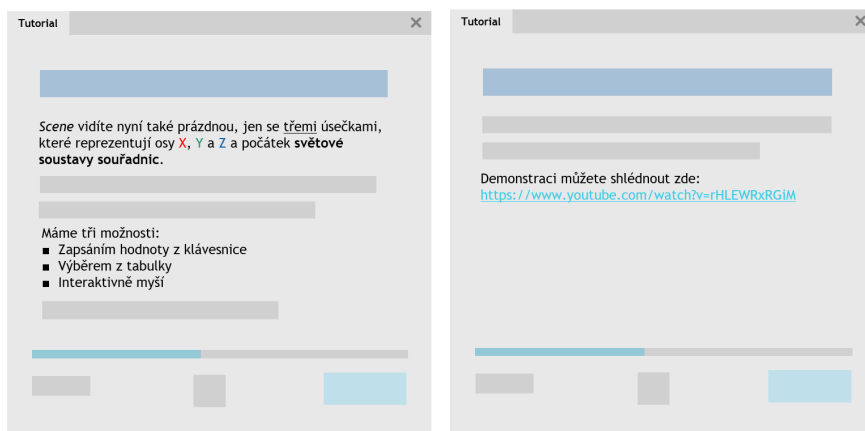 Tutorial
Scene vidíte nyní také prázdnou, jen se třemi úsečkami,
které reprezentují osy X, Y a Z a počátek světové
soustavy souřadnic.
Máme tři možnosti:
Zapsáním hodnoty z klávesnice
Výběrem z tabulky
Interaktivně myší
Tutorial
Demonstraci můžete shlédnout zde:
https://www.youtube.com/watch?v=rHLEWRxRGiM